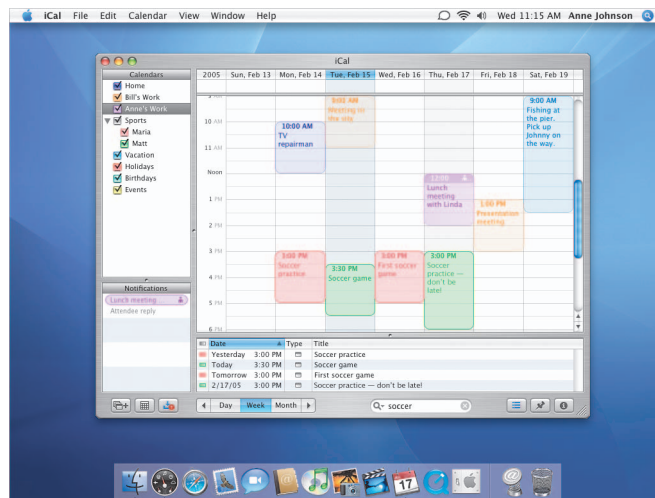 iCal File Edit Calendar View Window Help
Wed 11:15 AM Anne Johnson
iCal
Calendars
Home
Bill's Work
Anne's Work
Sports
Maria
Matt
Vacation
Holidays
Birthdays
Events
Notifications
Lunch meeting
Attendee reply
2005 Sun, Feb 13 Mon, Feb 14 Tue, Feb 15 Wed, Feb 16 Thu, Feb 17 Fri, Feb 18 Sat, Feb 19
10 AM
11 AM
Noon
1 PM
2 PM
3 PM
4 PM
5 PM
6 PM
10:00 AM
TV
repairman
3:00 PM
Soccer
practice
Meeting in
the city
3:30 PM
Soccer game
3:00 PM
First soccer
game
12:00
Lunch
meeting
with Linda
3:00 PM
Soccer
practice —
don't be
late!
1:00 PM
Presentation
meeting
9:00 AM
Fishing at
the pier.
Pick up
Johnny on
the way.
Date Type Title
Yesterday 3:00 PM Soccer practice
Today 3:30 PM Soccer game
Tomorrow 3:00 PM First soccer game
2/17/05 3:00 PM Soccer practice — don't be late!
Day Week Month
soccer
17